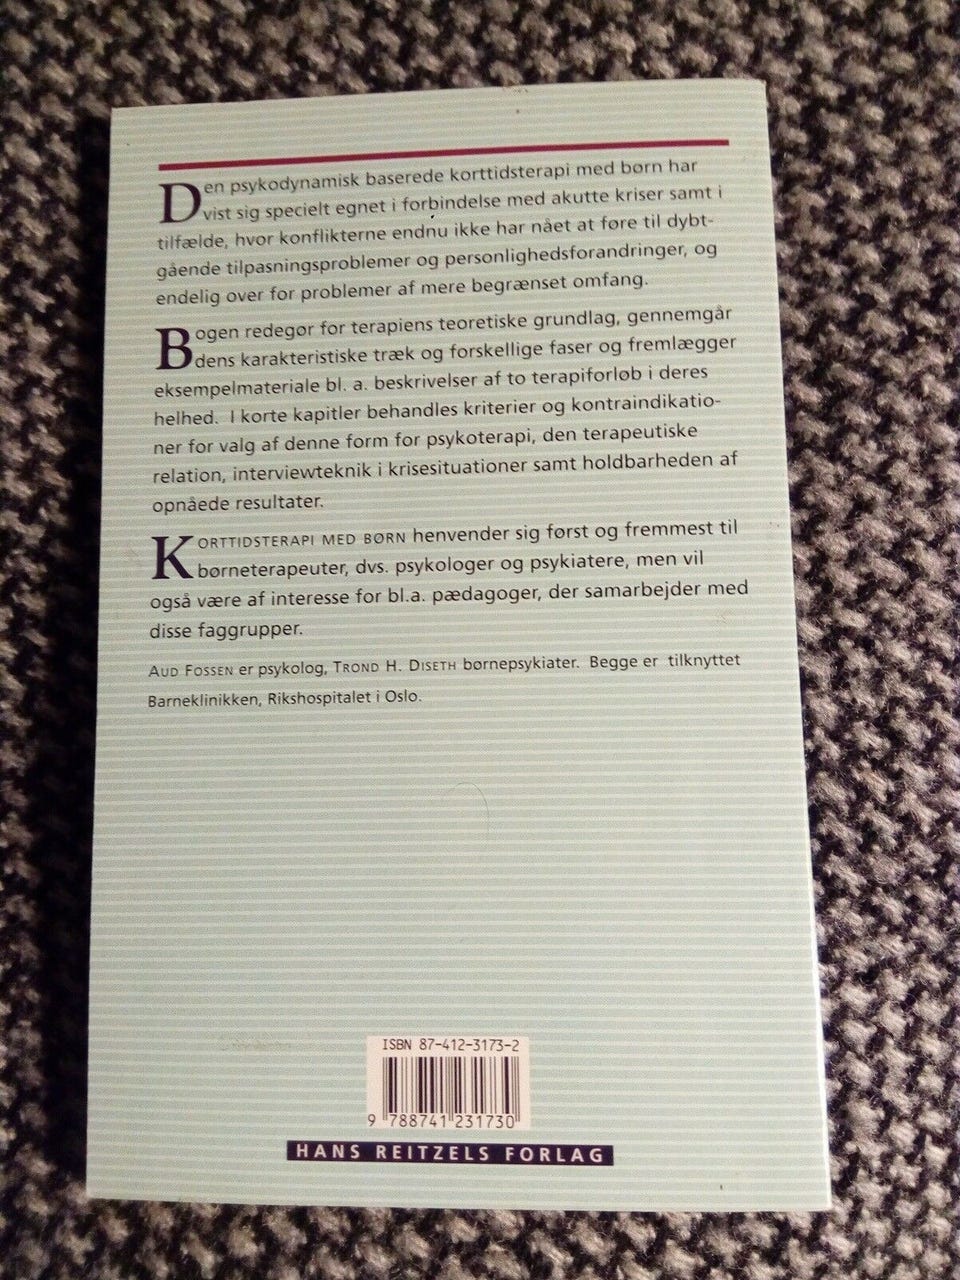 Den psykodynamisk baserede korttidsterapi med børn har
vist sig specielt egnet i forbindelse med akutte kriser samt i
tilfælde, hvor konflikterne endnu ikke har nået at føre til dybt-
gående tilpasningsproblemer og personlighedsforandringer, og
endelig over for problemer af mere begrænset omfang.
Bogen redegør for terapiens teoretiske grundlag, gennemgår
dens karakteristiske træk og forskellige faser og fremlægger
eksempelmateriale bl. a. beskrivelser af to terapiforløb i deres
helhed. I korte kapitler behandles kriterier og kontraindikatio-
ner for valg af denne form for psykoterapi, den terapeutiske
relation, interviewteknik i krisesituationer samt holdbarheden af
opnåede resultater.
KORTTIDSTERAPI MED BØRN henvender sig først og fremmest til
børneterapeuter, dvs. psykologer og psykiatere, men vil
også være af interesse for bl.a. pædagoger, der samarbejder med
disse faggrupper.
AUD FOSSEN er psykolog, TROND H. DISETH børnepsykiater. Begge er tilknyttet
Barneklinikken, Rikshospitalet i Oslo.
ISBN 87-412-3173-2
9 788741 231730
HANS REITZELS FORLAG